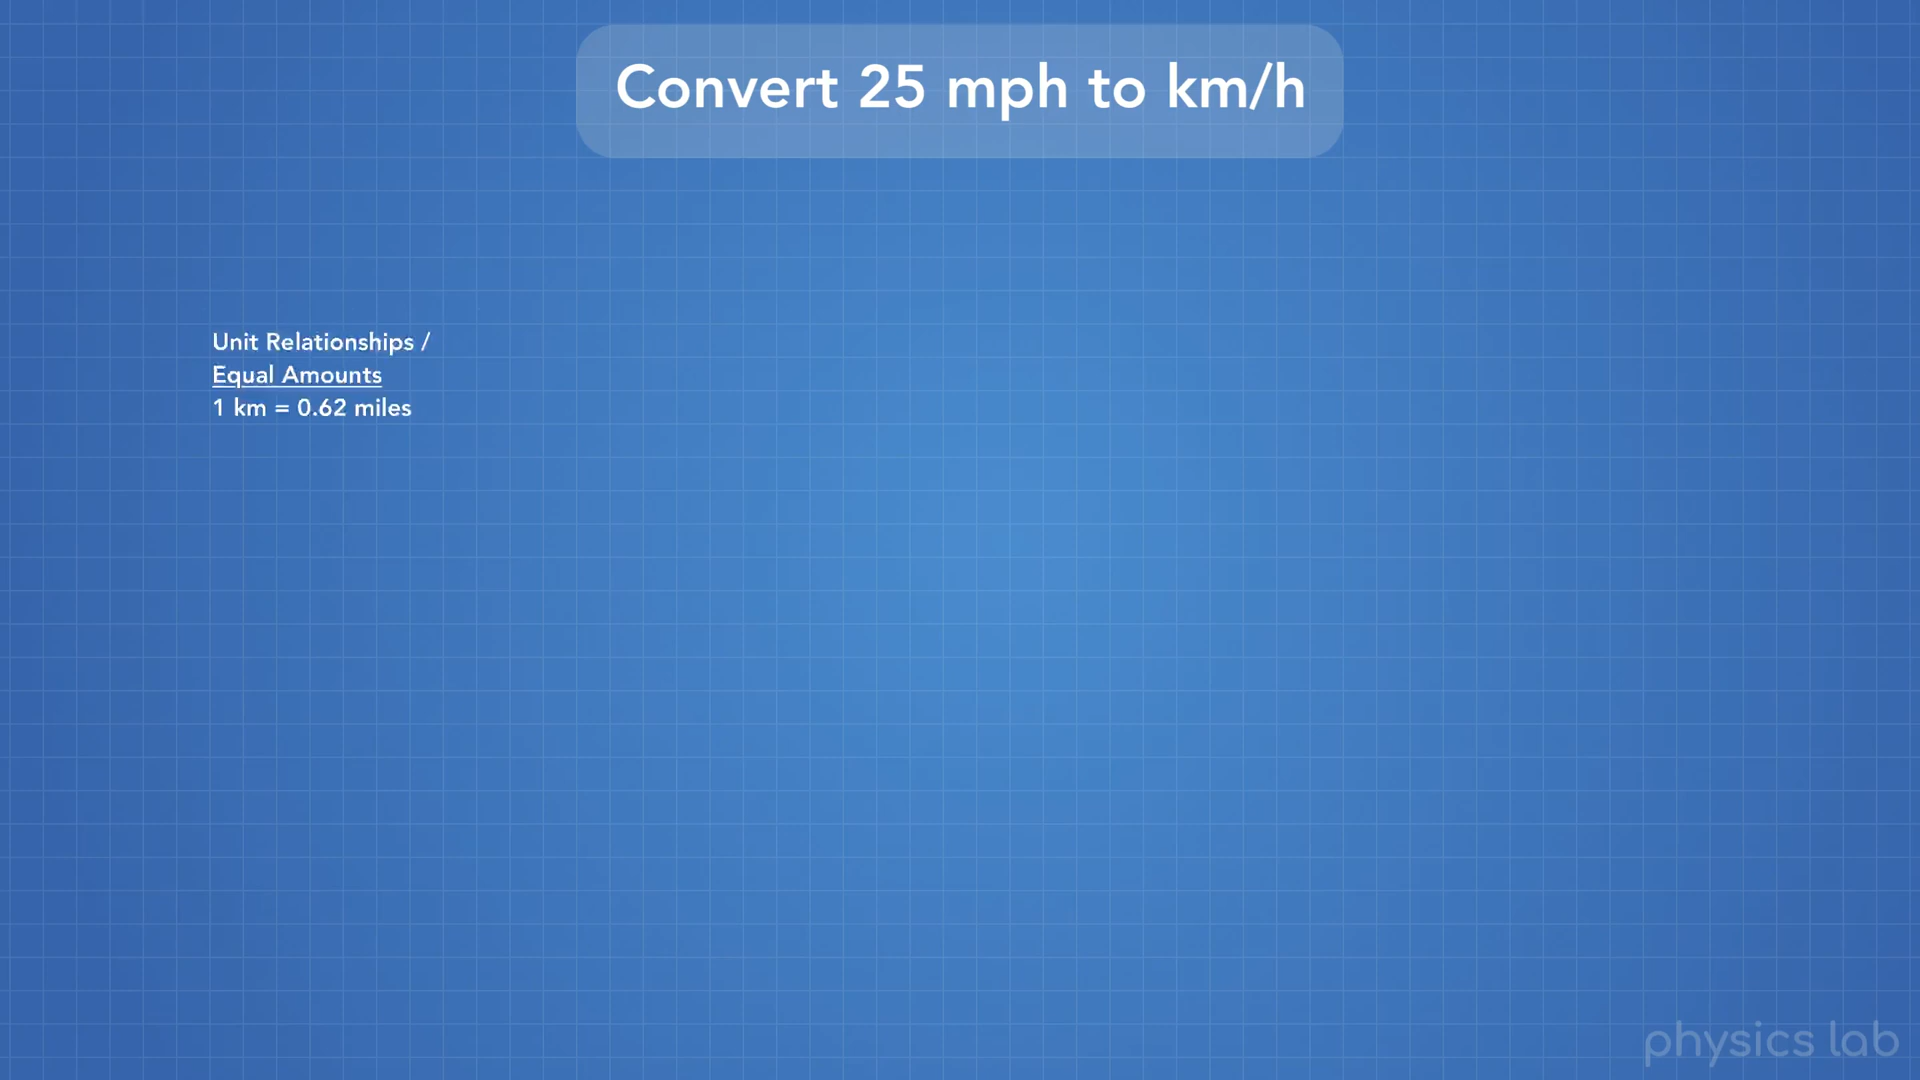 Convert 25 mph to km/h
Unit Relationships /
Equal Amounts
1 km = 0.62 miles
physics lab